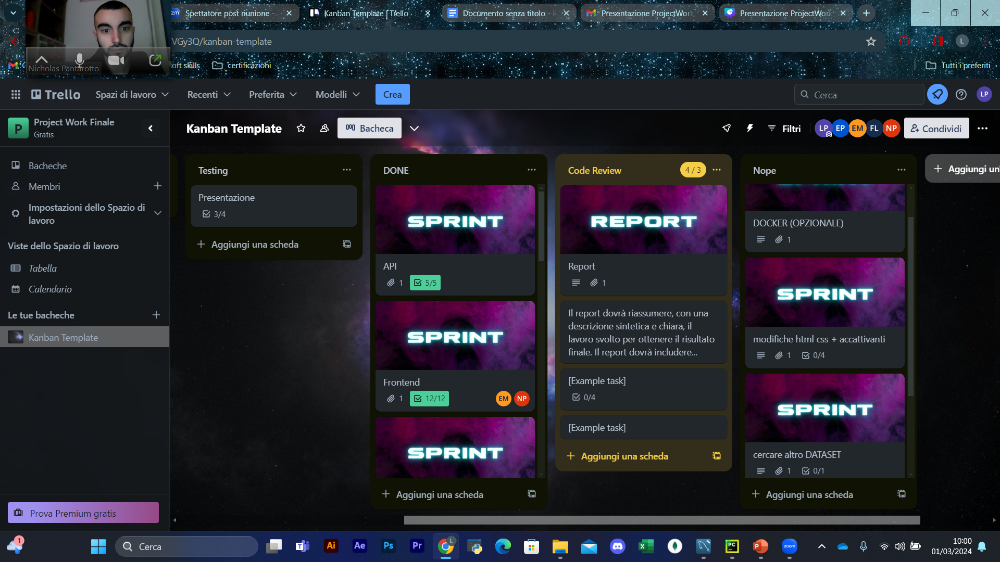 Spettatore post riunione -
Kanban Template | Trello
Documento senza titolo -
Presentazione ProjectWork
Presentazione ProjectWork
VGy3Q/kanban-template
L
Nicholas Pantarotto
oft skills
certificazioni
Tutti i preferiti
Trello
Spazi di lavoro
Recenti
Preferita
Modelli
Crea
Cerca
LP
P
Project Work Finale
Gratis
Kanban Template
Bacheca
Filtri
LP
EP
EM
FL
NP
Condividi
Bacheche
Membri
Impostazioni dello Spazio di
lavoro
Viste dello Spazio di lavoro
Tabella
Calendario
Le tue bacheche
Kanban Template
Prova Premium gratis
Testing
Presentazione
3/4
Aggiungi una scheda
DONE
SPRINT
API
1
5/5
SPRINT
Frontend
1
12/12
EM
NP
SPRINT
Aggiungi una scheda
Code Review
4 / 3
REPORT
Report
1
Il report dovrà riassumere, con una
descrizione sintetica e chiara, il
lavoro svolto per ottenere il risultato
finale. Il report dovrà includere...
[Example task]
0/4
[Example task]
Aggiungi una scheda
Nope
DOCKER (OPZIONALE)
1
SPRINT
modifiche html css + accattivanti
1
0/4
SPRINT
cercare altro DATASET
1
0/1
Aggiungi una scheda
Aggiungi un'
1
Cerca
Ai
Ae
Ps
Pr
L
PC
P
zoom
10:00
01/03/2024